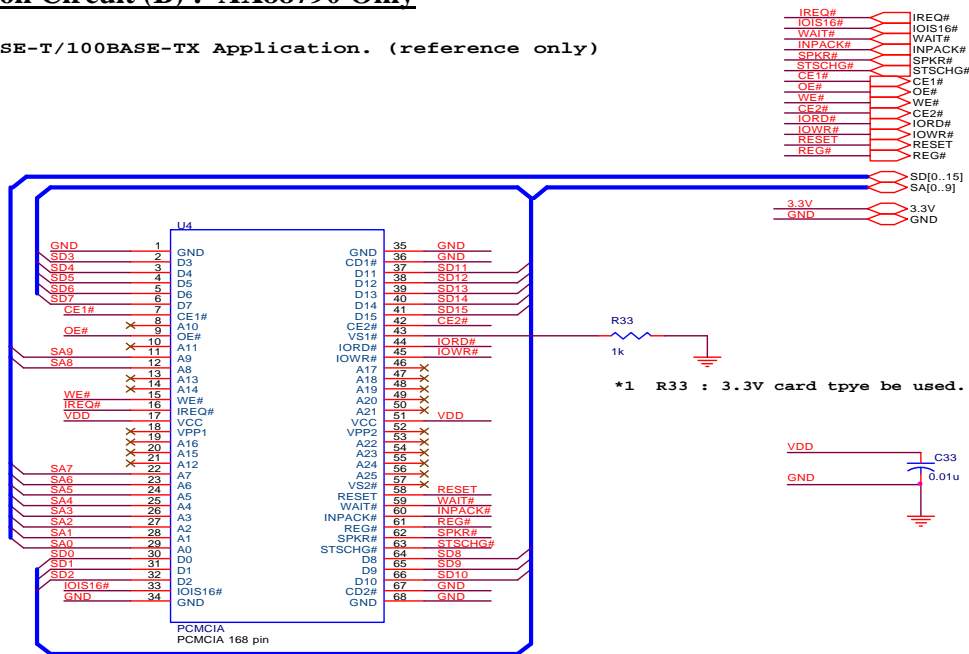 on Circuit (B) : AX88790 Only
SE-T/100BASE-TX Application. (reference only)
IREQ# IREQ#
IOIS16# IOIS16#
WAIT# WAIT#
INPACK# INPACK#
SPKR# SPKR#
STSCHG# STSCHG#
CE1# CE1#
OE# OE#
WE# WE#
CE2# CE2#
IORD# IORD#
IOWR# IOWR#
RESET RESET
REG# REG#
SD[0..15]
SA[0..9]
3.3V 3.3V
GND GND
U4
GND 1 GND GND 35 GND
SD3 2 D3 CD1# 36 GND
SD4 3 D4 D11 37 SD11
SD5 4 D5 D12 38 SD12
SD6 5 D6 D13 39 SD13
SD7 6 D7 D14 40 SD14
CE1# 7 CE1# D15 41 SD15
8 A10 CE2# 42 CE2#
OE# 9 OE# VS1# 43
10 A11 IORD# 44 IORD#
SA9 11 A9 IOWR# 45 IOWR#
SA8 12 A8 A17 46
13 A13 A18 47
14 A14 A19 48
WE# 15 WE# A20 49
IREQ# 16 IREQ# A21 50
VDD 17 VCC VCC 51 VDD
18 VPP1 VPP2 52
19 A16 A22 53
20 A15 A23 54
21 A12 A24 55
SA7 22 A7 A25 56
SA6 23 A6 VS2# 57
SA5 24 A5 RESET 58 RESET
SA4 25 A4 WAIT# 59 WAIT#
SA3 26 A3 INPACK# 60 INPACK#
SA2 27 A2 REG# 61 REG#
SA1 28 A1 SPKR# 62 SPKR#
SA0 29 A0 STSCHG# 63 STSCHG#
SD0 30 D0 D8 64 SD8
SD1 31 D1 D9 65 SD9
SD2 32 D2 D10 66 SD10
IOIS16# 33 IOIS16# CD2# 67 GND
GND 34 GND GND 68 GND
PCMCIA
PCMCIA 168 pin
R33
1k
*1 R33 : 3.3V card tpye be used.
VDD
C33
GND
0.01u